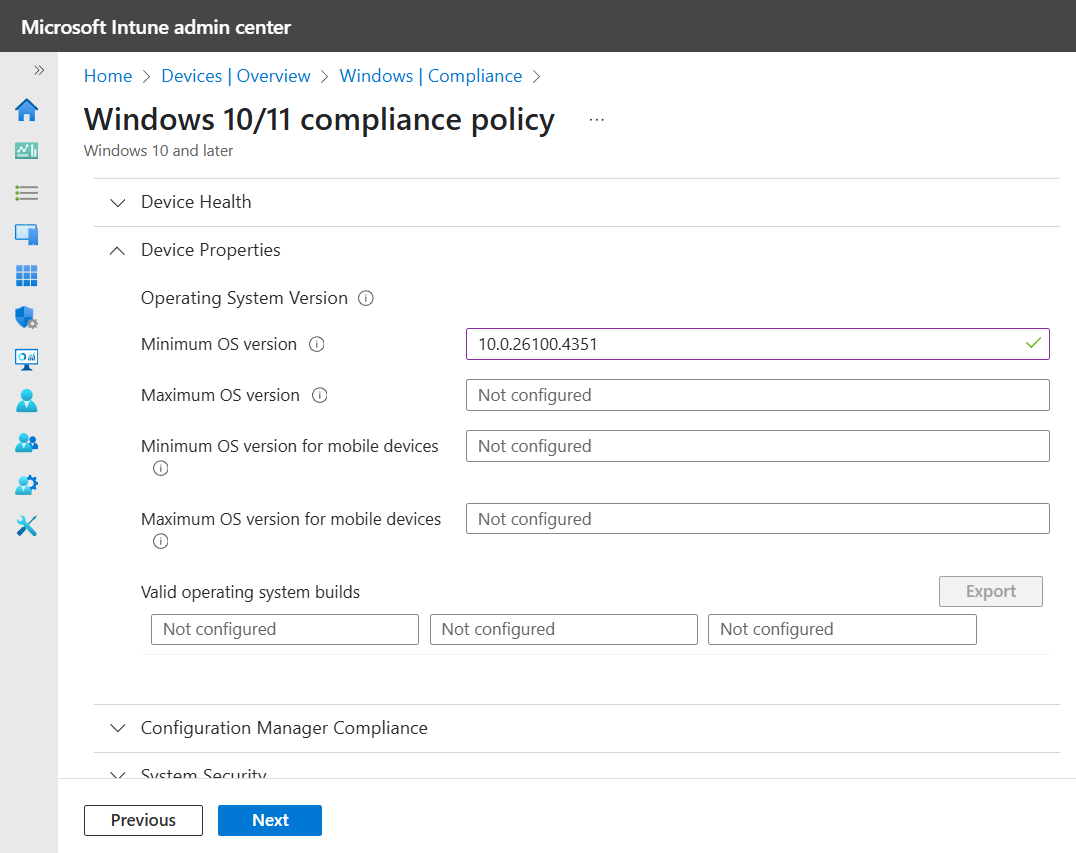 Microsoft Intune admin center
Home > Devices | Overview > Windows | Compliance >
Windows 10/11 compliance policy ...
Windows 10 and later
Device Health
Device Properties
Operating System Version
Minimum OS version 10.0.26100.4351
Maximum OS version Not configured
Minimum OS version for mobile devices Not configured
Maximum OS version for mobile devices Not configured
Valid operating system builds Export
Not configured Not configured Not configured
Configuration Manager Compliance
System Security
Previous Next